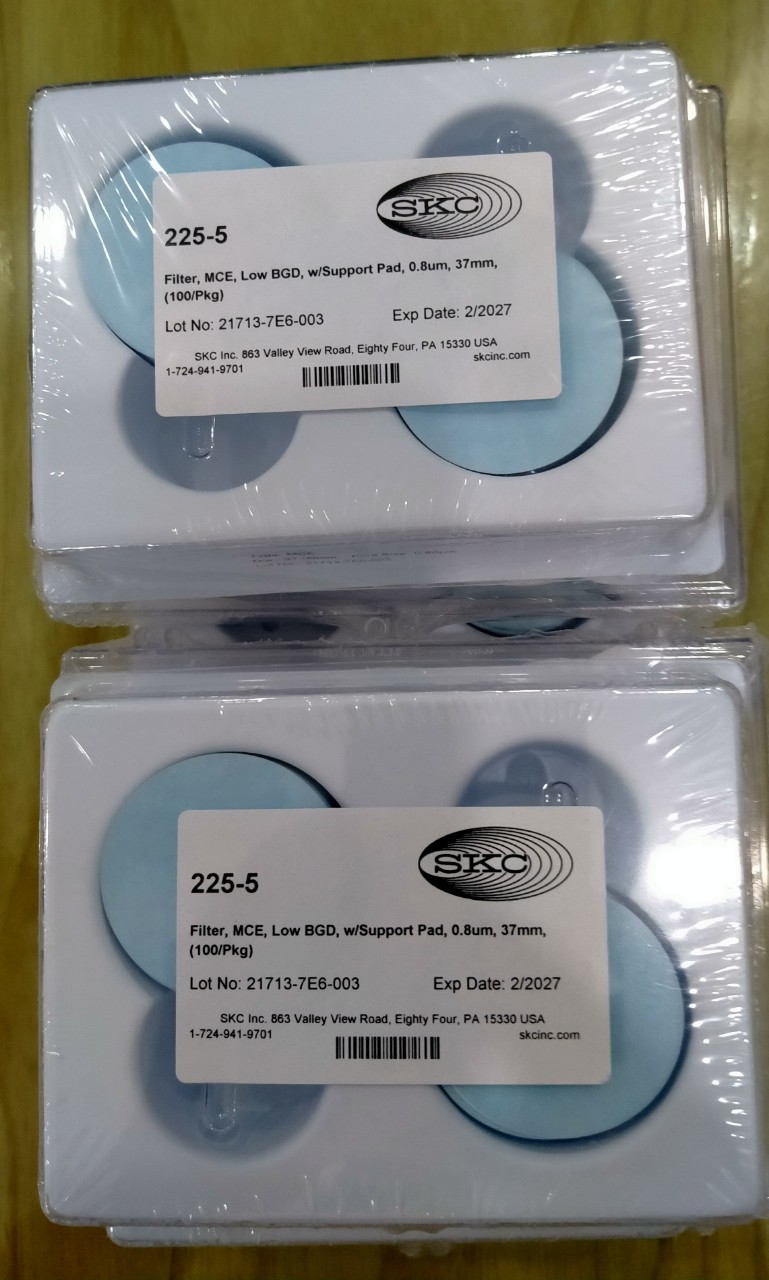 SKC
225-5
Filter, MCE, Low BGD, w/Support Pad, 0.8um, 37mm,
(100/Pkg)
Lot No: 21713-7E6-003 Exp Date: 2/2027
SKC Inc. 863 Valley View Road, Eighty Four, PA 15330 USA
1-724-941-9701 skcinc.com
SKC
225-5
Filter, MCE, Low BGD, w/Support Pad, 0.8um, 37mm,
(100/Pkg)
Lot No: 21713-7E6-003 Exp Date: 2/2027
SKC Inc. 863 Valley View Road, Eighty Four, PA 15330 USA
1-724-941-9701 skcinc.com